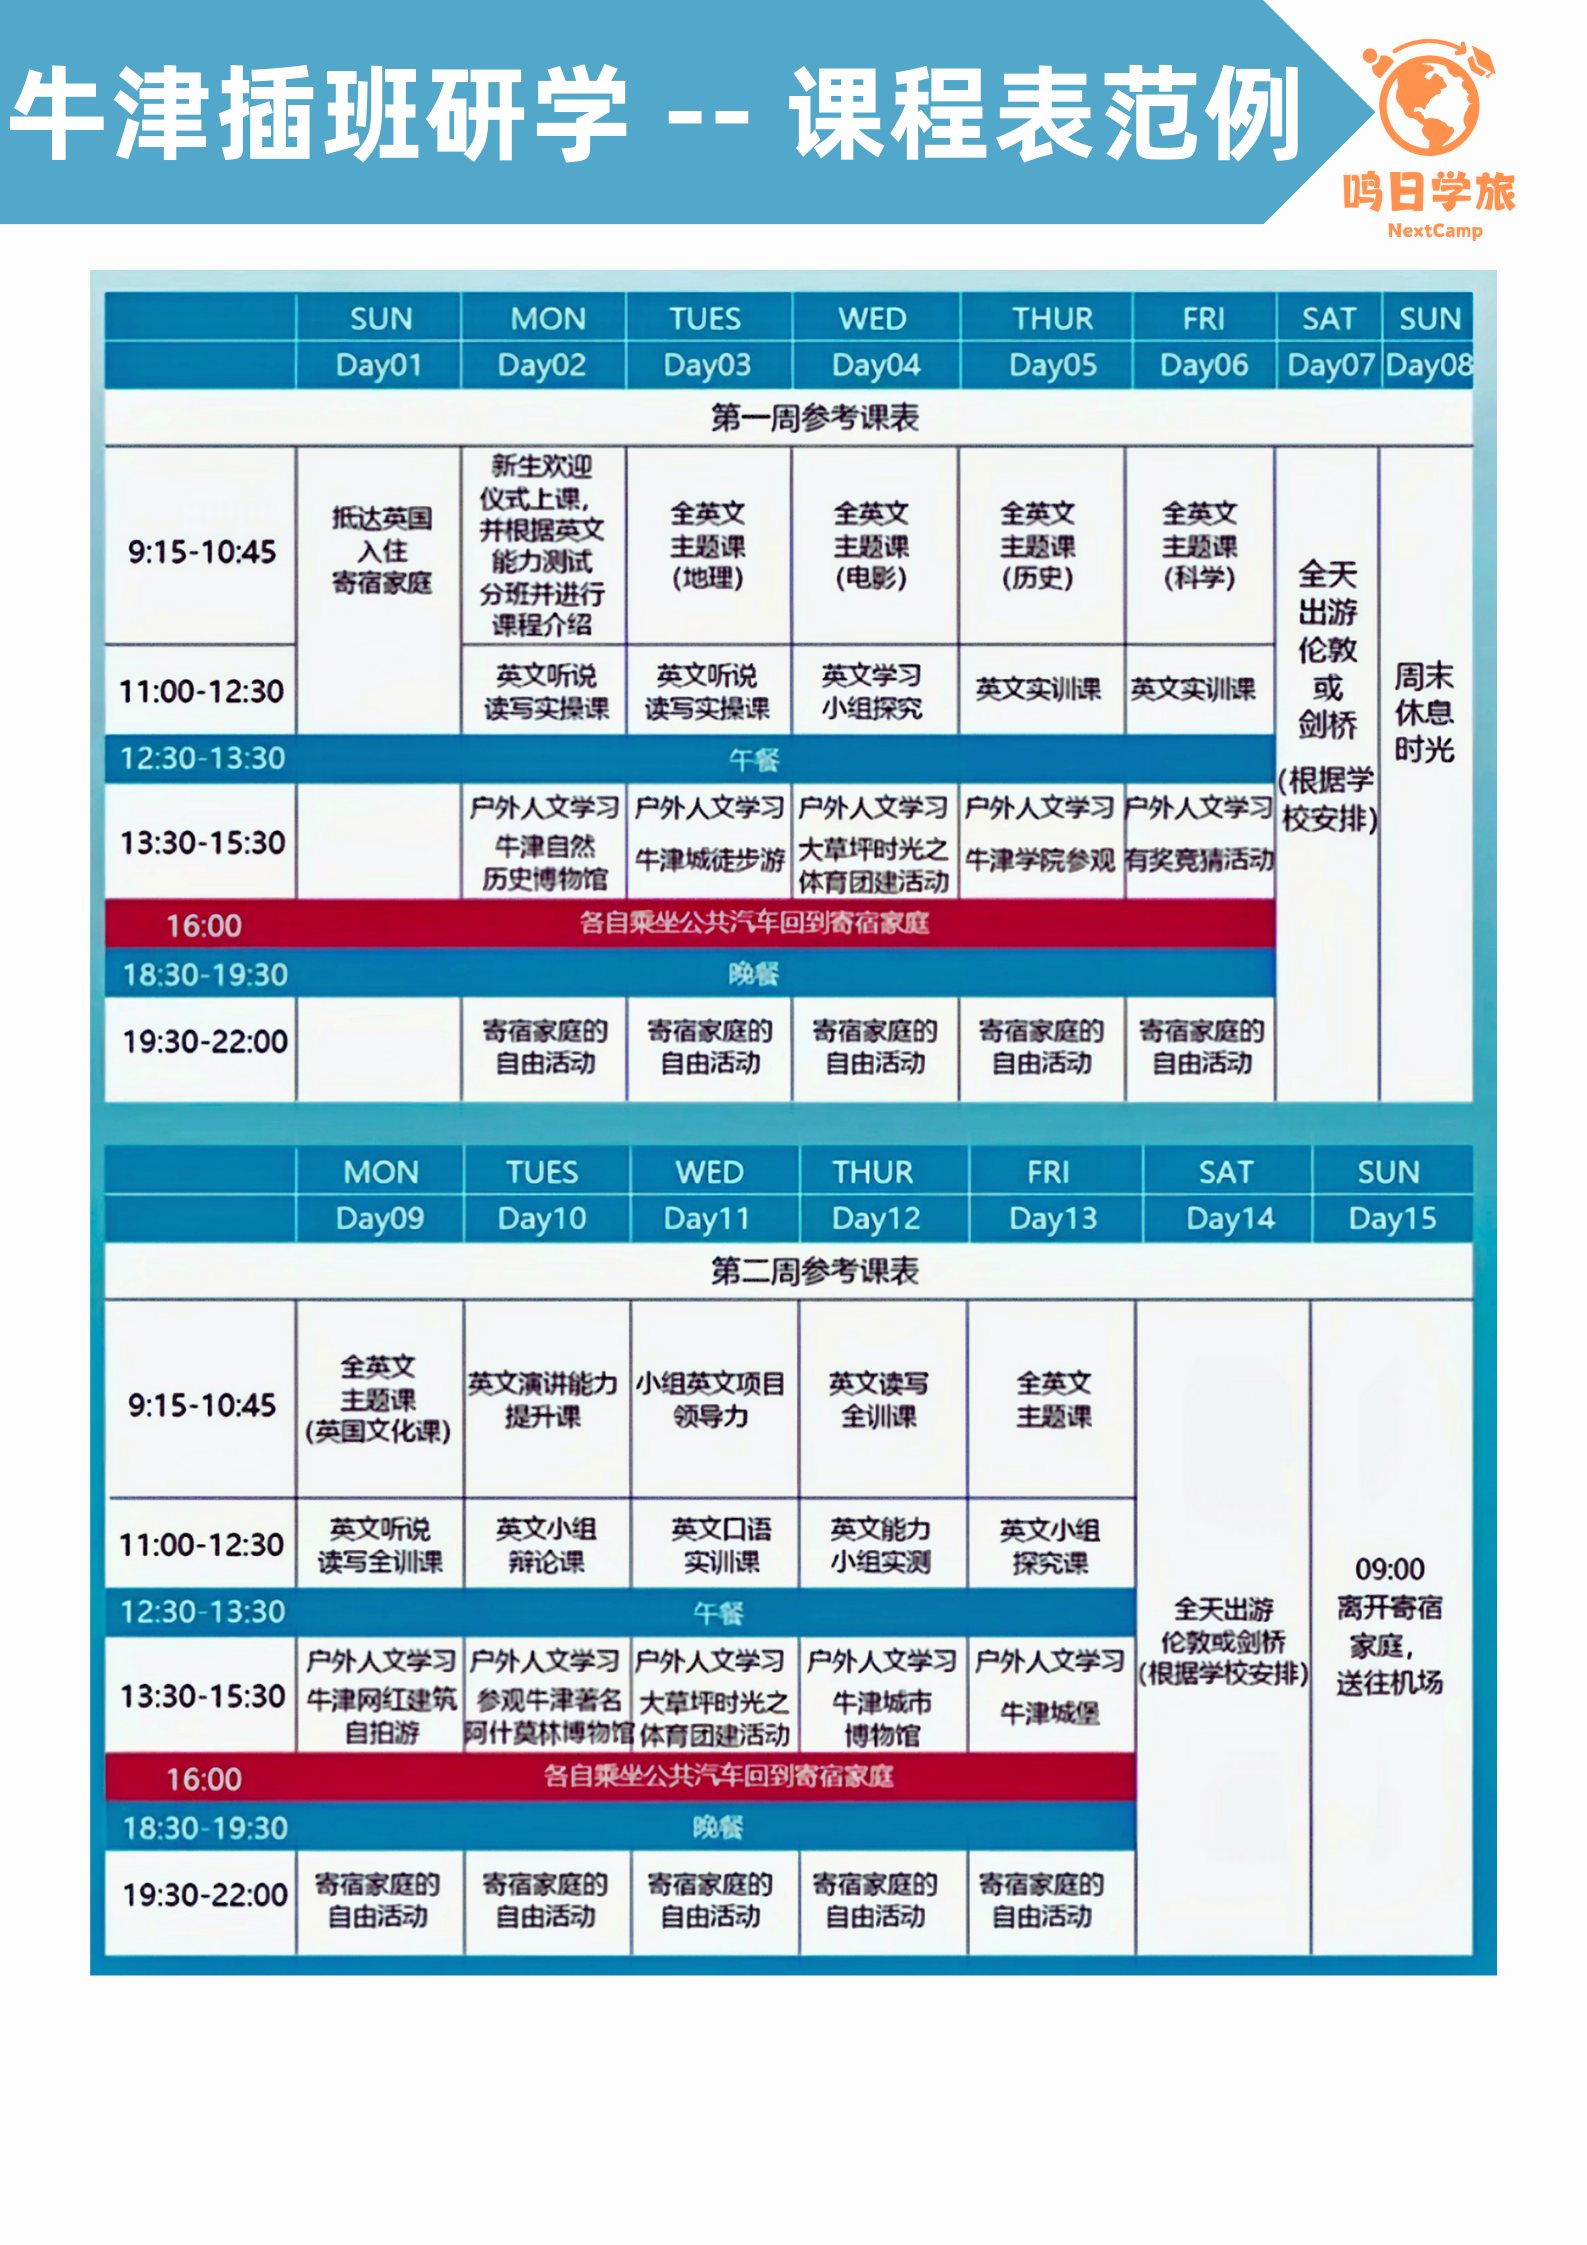 牛津插班研学 -- 课程表范例
鸣日学旅
NextCamp
SUN MON TUES WED THUR FRI SAT SUN
Day01 Day02 Day03 Day04 Day05 Day06 Day07 Day08
第一周参考课表
9:15-10:45
抵达英国
入住
寄宿家庭
新生欢迎
仪式上课,
并根据英文
能力测试
分班并进行
课程介绍
全英文
主题课
(地理)
全英文
主题课
(电影)
全英文
主题课
(历史)
全英文
主题课
(科学)
全天
出游
伦敦
或
剑桥
(根据学
校安排)
周末
休息
时光
11:00-12:30
英文听说
读写实操课
英文听说
读写实操课
英文学习
小组探究
英文实训课
英文实训课
12:30-13:30 午餐
13:30-15:30
户外人文学习
牛津自然
历史博物馆
户外人文学习
牛津城徒步游
户外人文学习
大草坪时光之
体育团建活动
户外人文学习
牛津学院参观
户外人文学习
有奖竞猜活动
16:00 各自乘坐公共汽车回到寄宿家庭
18:30-19:30 晚餐
19:30-22:00
寄宿家庭的
自由活动
寄宿家庭的
自由活动
寄宿家庭的
自由活动
寄宿家庭的
自由活动
寄宿家庭的
自由活动
MON TUES WED THUR FRI SAT SUN
Day09 Day10 Day11 Day12 Day13 Day14 Day15
第二周参考课表
9:15-10:45
全英文
主题课
(英国文化课)
英文演讲能力
提升课
小组英文项目
领导力
英文读写
全训课
全英文
主题课
全天出游
伦敦或剑桥
(根据学校安排)
09:00
离开寄宿
家庭,
送往机场
11:00-12:30
英文听说
读写全训课
英文小组
辩论课
英文口语
实训课
英文能力
小组实测
英文小组
探究课
12:30-13:30 午餐
13:30-15:30
户外人文学习
牛津网红建筑
自拍游
户外人文学习
参观牛津著名
阿什莫林博物馆
户外人文学习
大草坪时光之
体育团建活动
户外人文学习
牛津城市
博物馆
户外人文学习
牛津城堡
16:00 各自乘坐公共汽车回到寄宿家庭
18:30-19:30 晚餐
19:30-22:00
寄宿家庭的
自由活动
寄宿家庭的
自由活动
寄宿家庭的
自由活动
寄宿家庭的
自由活动
寄宿家庭的
自由活动